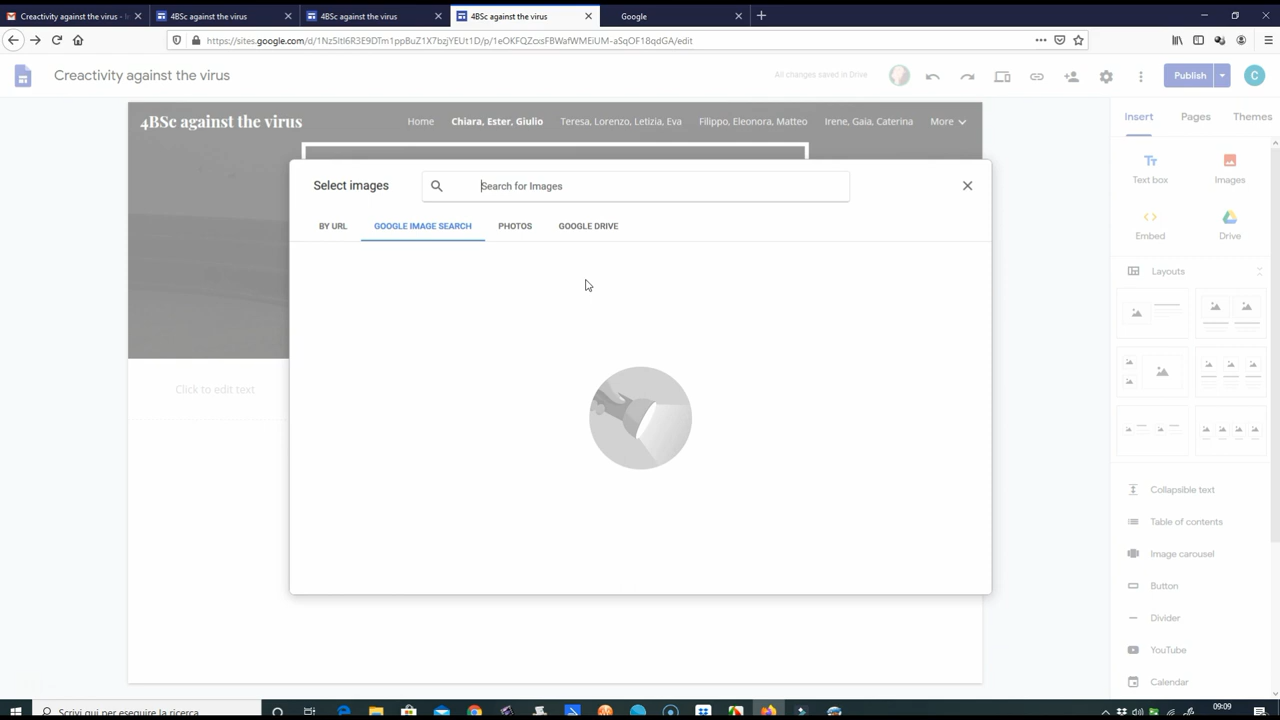 Creactivity against the virus - I
4BSc against the virus
4BSc against the virus
4BSc against the virus
Google
https://sites.google.com/d/1NzSItI6R3E9DTm1ppBuZ1X7bzjYEUt1D/p/1eOKFQZcxsFBWafWMEiUM-aSqOF18qdGA/edit
Creactivity against the virus
All changes saved in Drive
Publish
C
4BSc against the virus
Home
Chiara, Ester, Giulio
Teresa, Lorenzo, Letizia, Eva
Filippo, Eleonora, Matteo
Irene, Gaia, Caterina
More
Insert
Pages
Themes
Select images
Search for Images
BY URL
GOOGLE IMAGE SEARCH
PHOTOS
GOOGLE DRIVE
Text box
Images
Embed
Drive
Layouts
Click to edit text
Collapsible text
Table of contents
Image carousel
Button
Divider
YouTube
Calendar
Scrivi qui per eseguire la ricerca
09:09